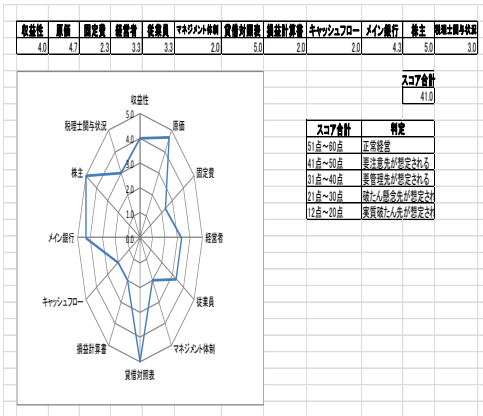 収益性 原価 固定費 経営者 従業員 マネジメント体制 貸借対照表 損益計算書 キャッシュフロー メイン銀行 株主 税理士関与状況
4.0 4.7 2.3 3.3 3.3 2.0 5.0 2.0 2.0 4.3 5.0 3.0
スコア合計
41.0
収益性
税理士関与状況 5.0 原価
4.0
株主 3.0 固定費
2.0
1.0
メイン銀行 0.0 経営者
キャッシュフロー 従業員
損益計算書 マネジメント体制
貸借対照表
スコア合計 判定
51点～60点 正常経営
41点～50点 要注意先が想定される
31点～40点 要管理先が想定される
21点～30点 破たん懸念先が想定され
12点～20点 実質破たん先が想定され